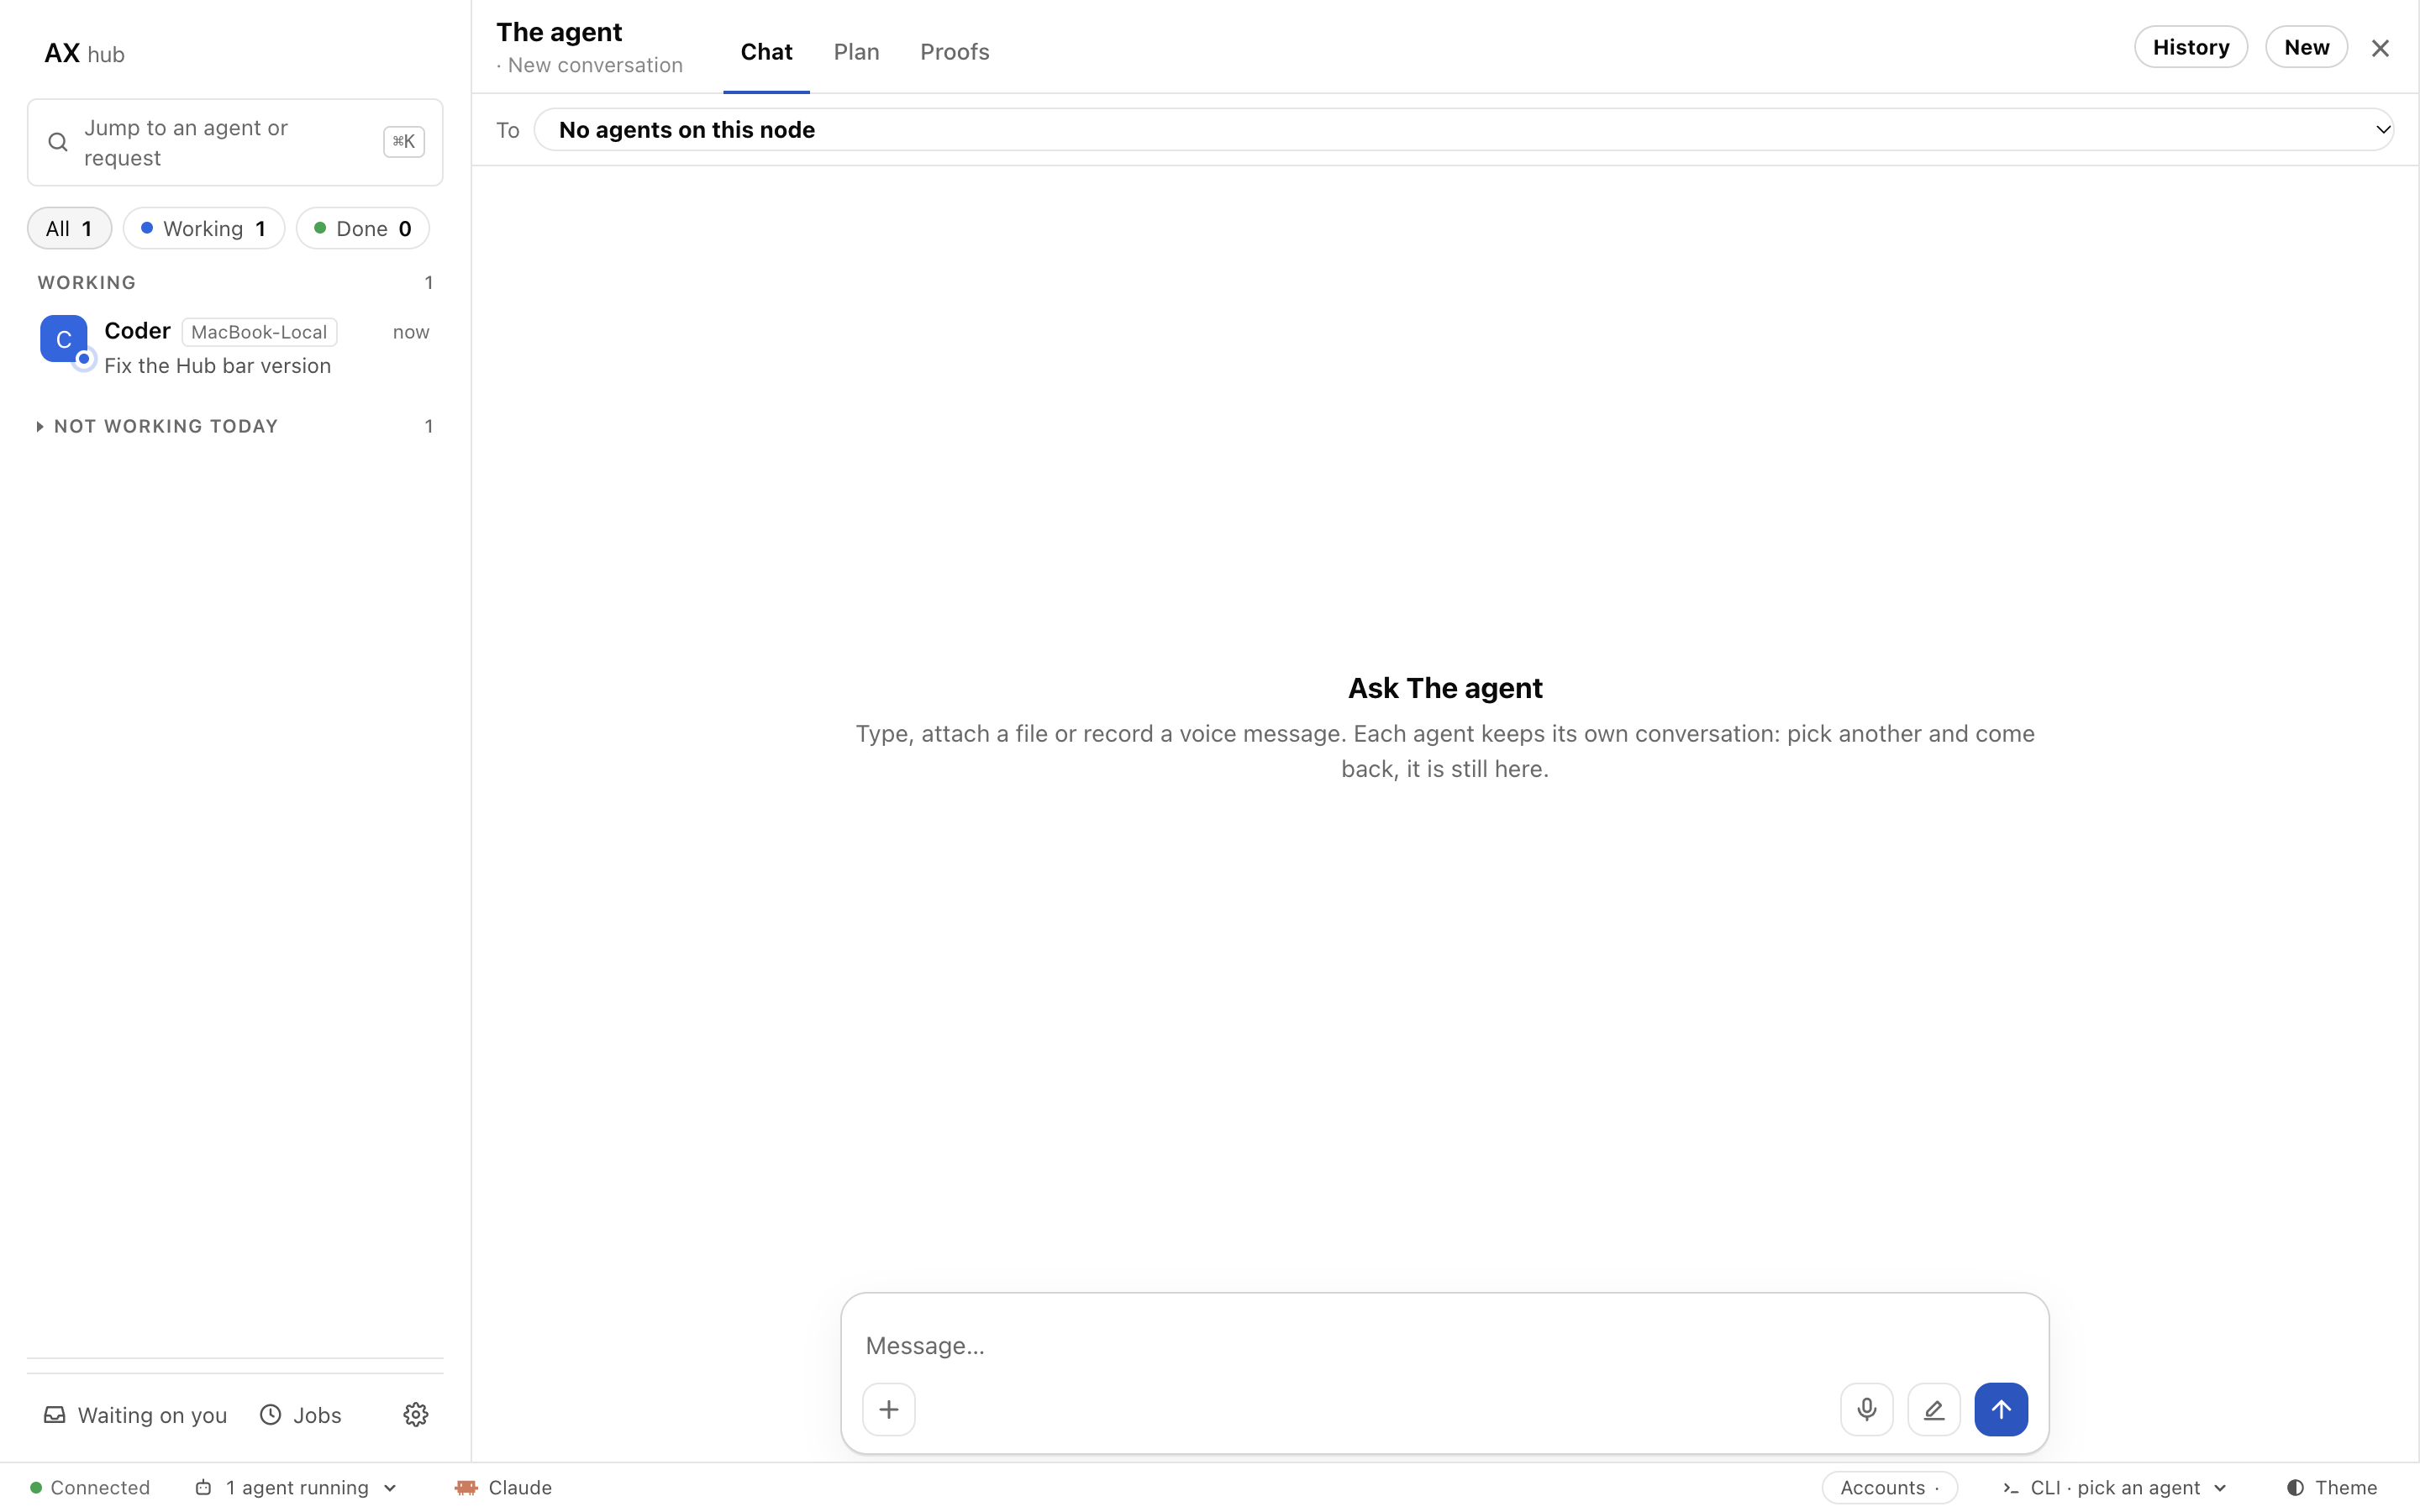 AX hub
Jump to an agent or
request
⌘K
All 1
Working 1
Done 0
WORKING 1
C
Coder MacBook-Local now
Fix the Hub bar version
NOT WORKING TODAY 1
Waiting on you
Jobs
The agent
· New conversation
Chat
Plan
Proofs
History
New
To No agents on this node
Ask The agent
Type, attach a file or record a voice message. Each agent keeps its own conversation: pick another and come
back, it is still here.
Message...
Connected
1 agent running
Claude
Accounts ·
CLI · pick an agent
Theme